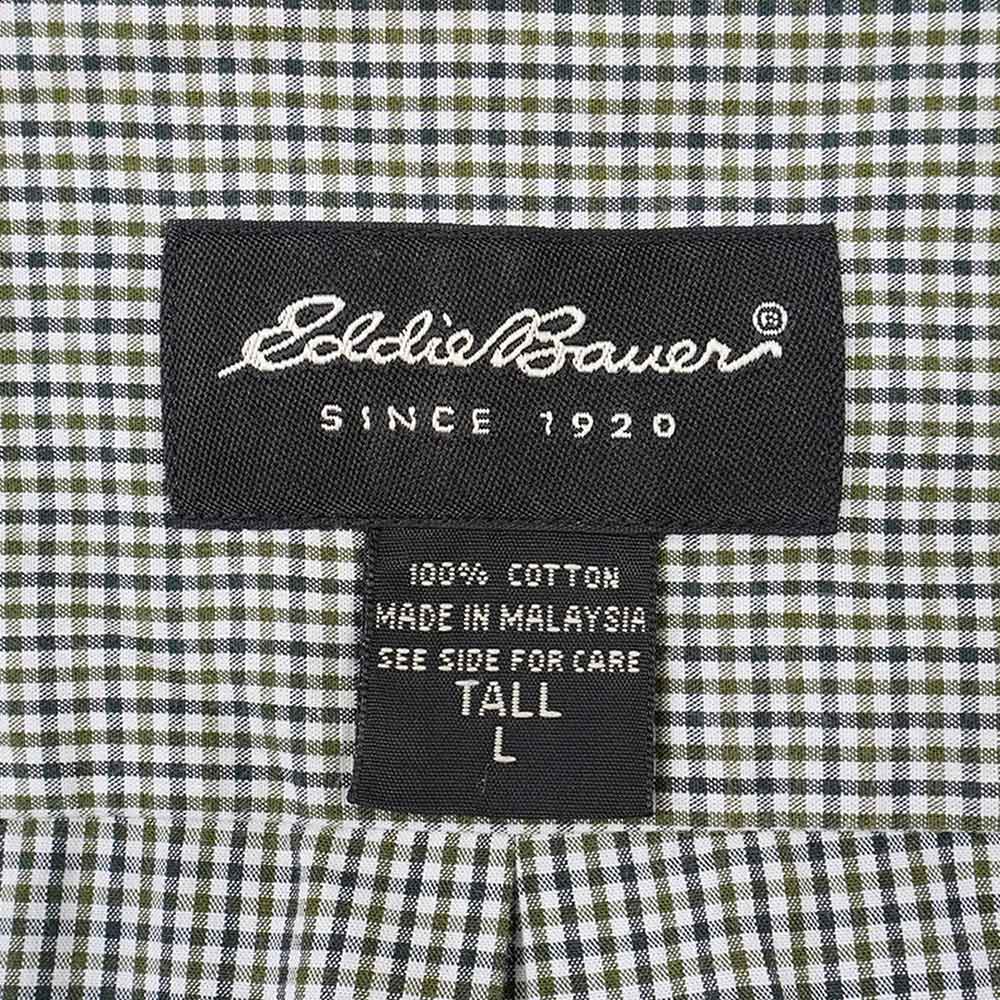 Eddie Bauer®
SINCE 1920
100% COTTON
MADE IN MALAYSIA
SEE SIDE FOR CARE
TALL
L